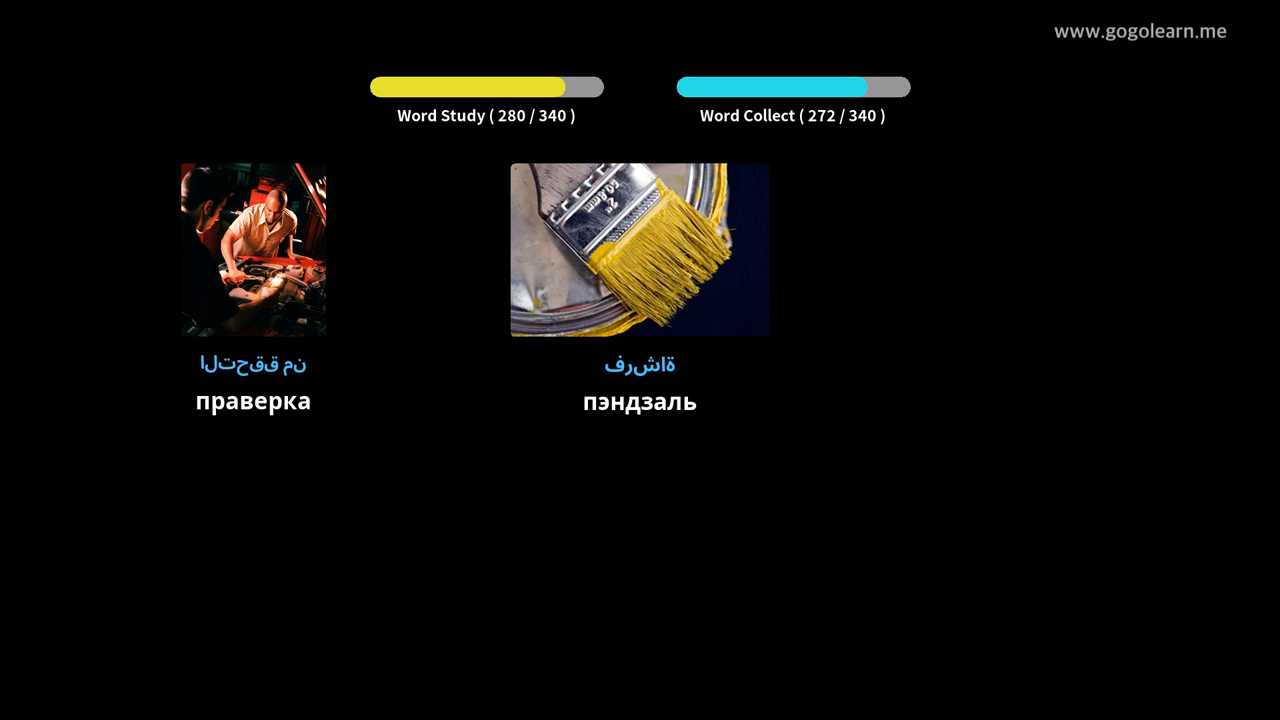 www.gogolearn.me
Word Study ( 280 / 340 )
Word Collect ( 272 / 340 )
التحقق من
праверка
فرشاة
пэндзаль